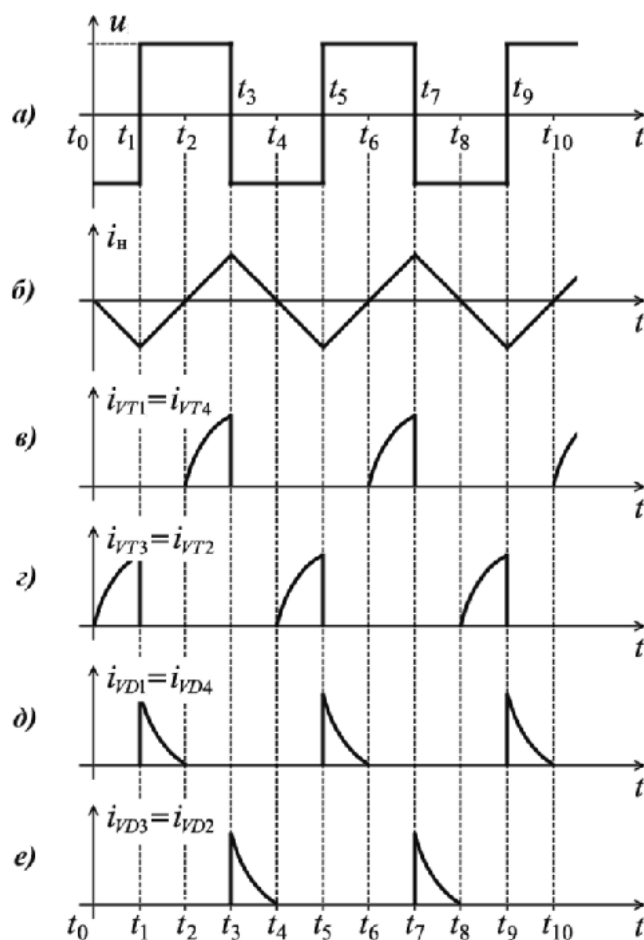 u
а)
t₀ t₁ t₂ t₃ t₄ t₅ t₆ t₇ t₈ t₉ t₁₀ t
iн
б)
t
iVT1=iVT4
в)
t
iVT3=iVT2
г)
t
iVD1=iVD4
д)
t
iVD3=iVD2
е)
t
t₀ t₁ t₂ t₃ t₄ t₅ t₆ t₇ t₈ t₉ t₁₀